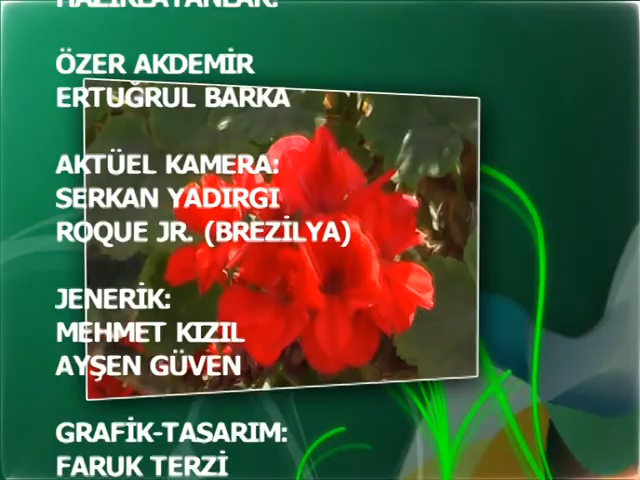 HAZIRLAYANLAR:
ÖZER AKDEMİR
ERTUĞRUL BARKA
AKTÜEL KAMERA:
SERKAN YADIRGI
ROQUE JR. (BREZİLYA)
JENERİK:
MEHMET KIZIL
AYŞEN GÜVEN
GRAFİK-TASARIM:
FARUK TERZİ